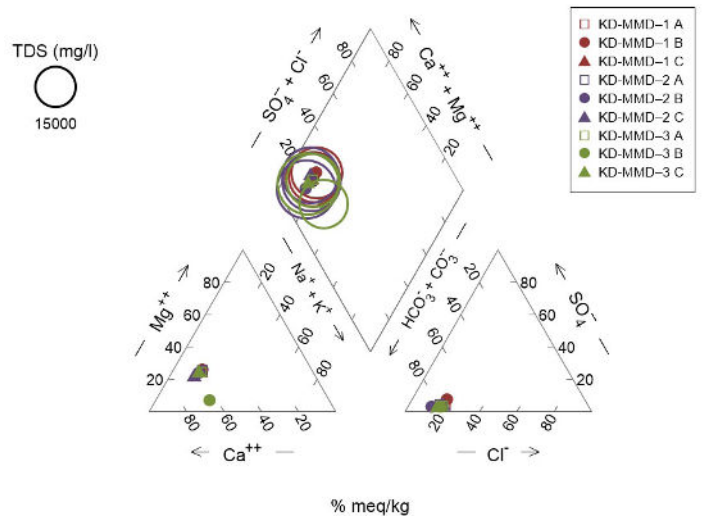 TDS (mg/l)
15000
KD-MMD–1 A
KD-MMD–1 B
KD-MMD–1 C
KD-MMD–2 A
KD-MMD–2 B
KD-MMD–2 C
KD-MMD–3 A
KD-MMD–3 B
KD-MMD–3 C
SO₄⁻⁻ + Cl⁻
Ca⁺⁺ + Mg⁺⁺
80
60
40
20
80
60
40
20
Mg⁺⁺
Na⁺ + K⁺
HCO₃⁻ + CO₃⁻⁻
SO₄⁻⁻
80
60
40
20
20
40
60
80
80
60
40
20
20
40
60
80
80
60
40
20
20
40
60
80
Ca⁺⁺
Cl⁻
% meq/kg